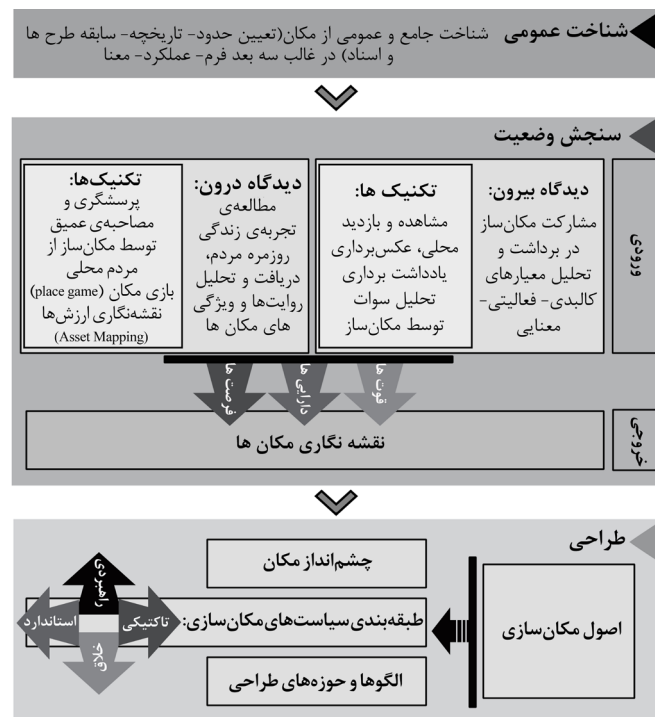 شناخت عمومی
شناخت جامع و عمومی از مکان(تعیین حدود- تاریخچه- سابقه طرح ها
و اسناد) در غالب سه بعد فرم- عملکرد- معنا
سنجش وضعیت
ورودی
دیدگاه بیرون:
مشارکت مکان‌ساز
در برداشت و
تحلیل معیارهای
کالبدی- فعالیتی-
معنایی
تکنیک ها:
مشاهده و بازدید
محلی، عکس‌برداری
یادداشت برداری
تحلیل سوات
توسط مکان‌ساز
دیدگاه درون:
مطالعه‌ی
تجربه‌ی زندگی
روزمره مردم،
دریافت و تحلیل
روایت‌ها و ویژگی
های مکان ها
تکنیک‌ها:
پرسشگری و
مصاحبه‌ی عمیق
توسط مکان‌ساز از
مردم محلی
بازی مکان (place game)
نقشه‌نگاری ارزش‌ها
(Asset Mapping)
قوت ها
دارایی ها
فرصت ها
خروجی
نقشه نگاری مکان ها
طراحی
اصول مکان‌سازی
چشم‌انداز مکان
طبقه‌بندی سیاست‌های مکان‌سازی:
الگوها و حوزه‌های طراحی
راهبردی
تاکتیکی
استاندارد
خلاق